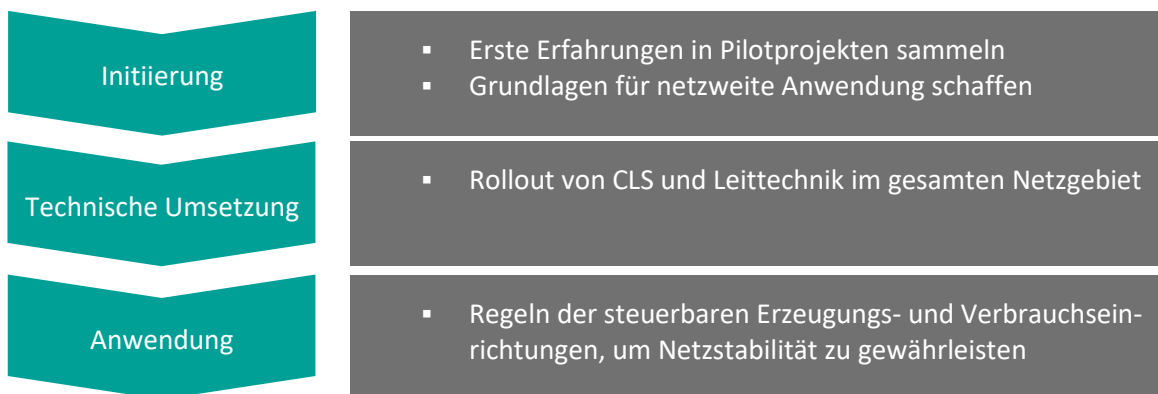 Initiierung
▪ Erste Erfahrungen in Pilotprojekten sammeln
▪ Grundlagen für netzweite Anwendung schaffen
Technische Umsetzung
▪ Rollout von CLS und Leittechnik im gesamten Netzgebiet
Anwendung
▪ Regeln der steuerbaren Erzeugungs- und Verbrauchsein-
richtungen, um Netzstabilität zu gewährleisten